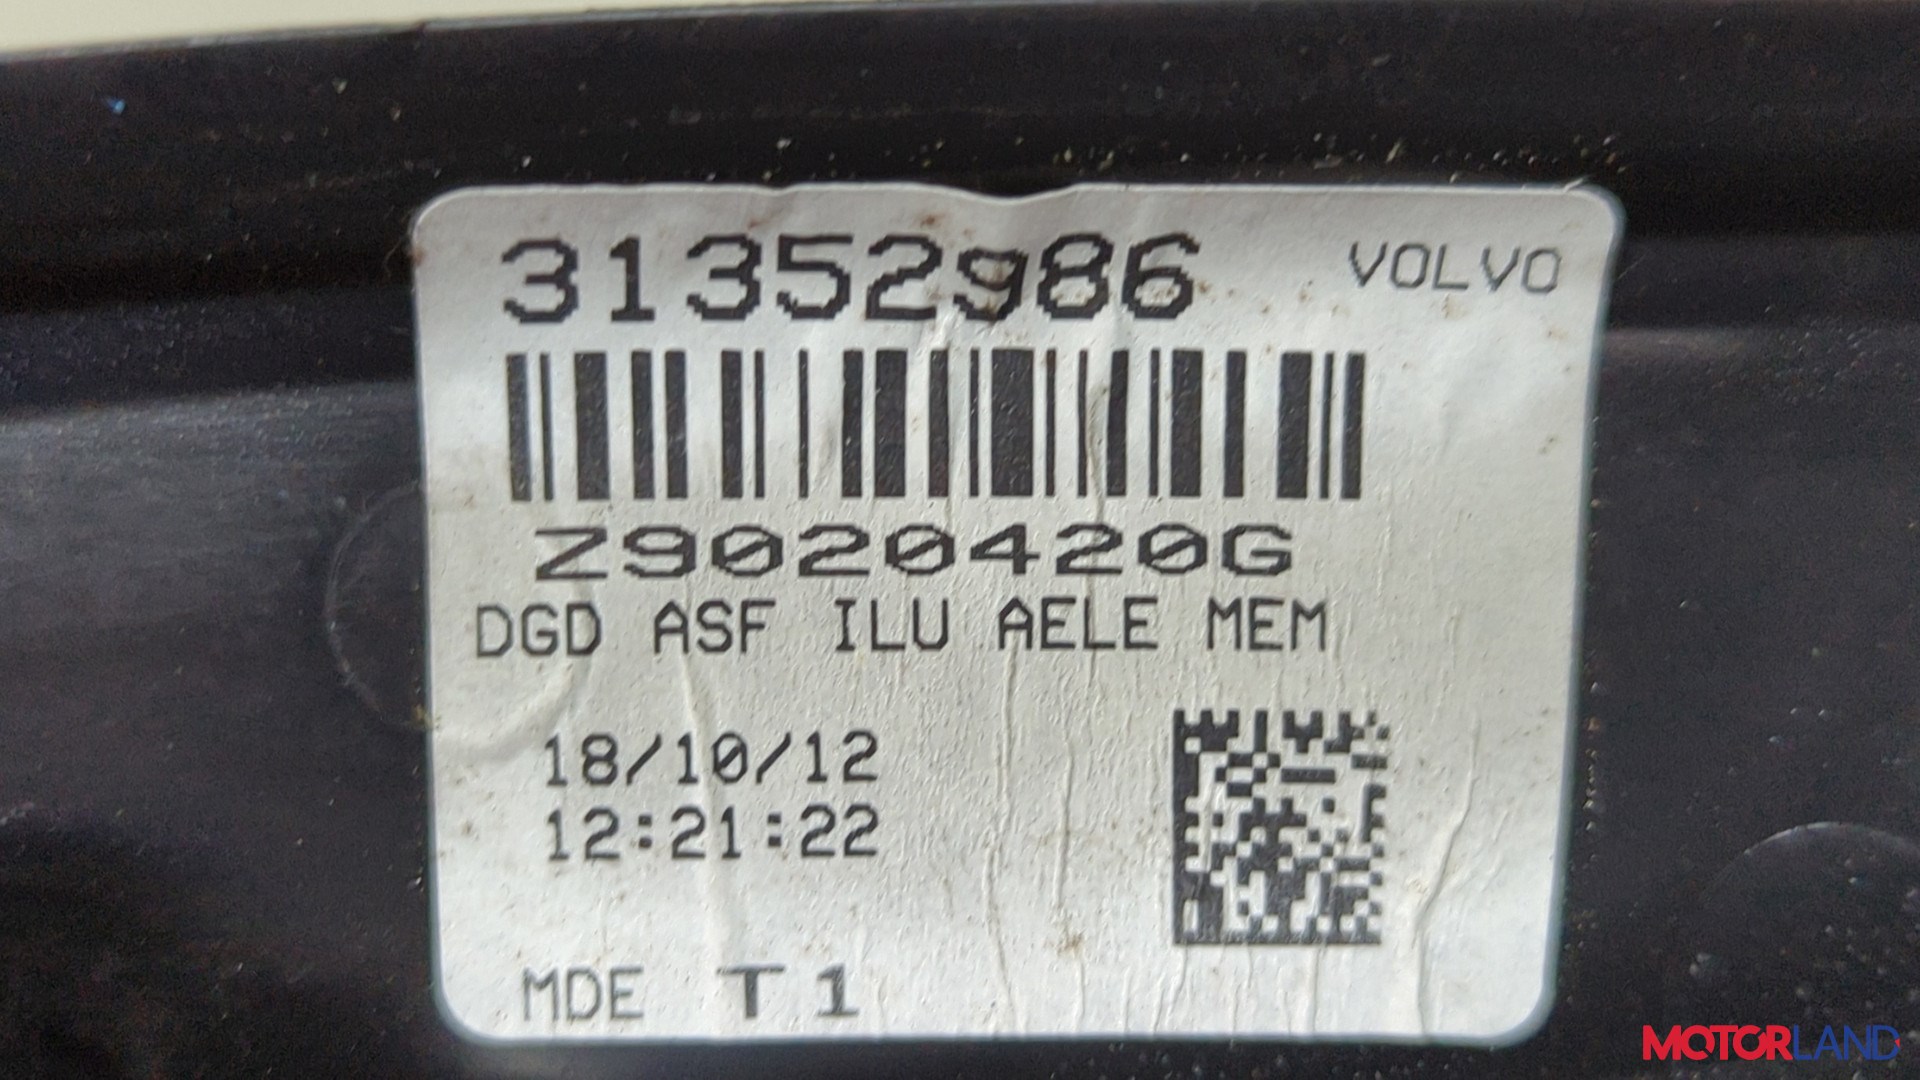 31352986 VOLVO
Z9020420G
DGD ASF ILU AELE MEM
18/10/12
12:21:22
MDE T1
MOTORLAND